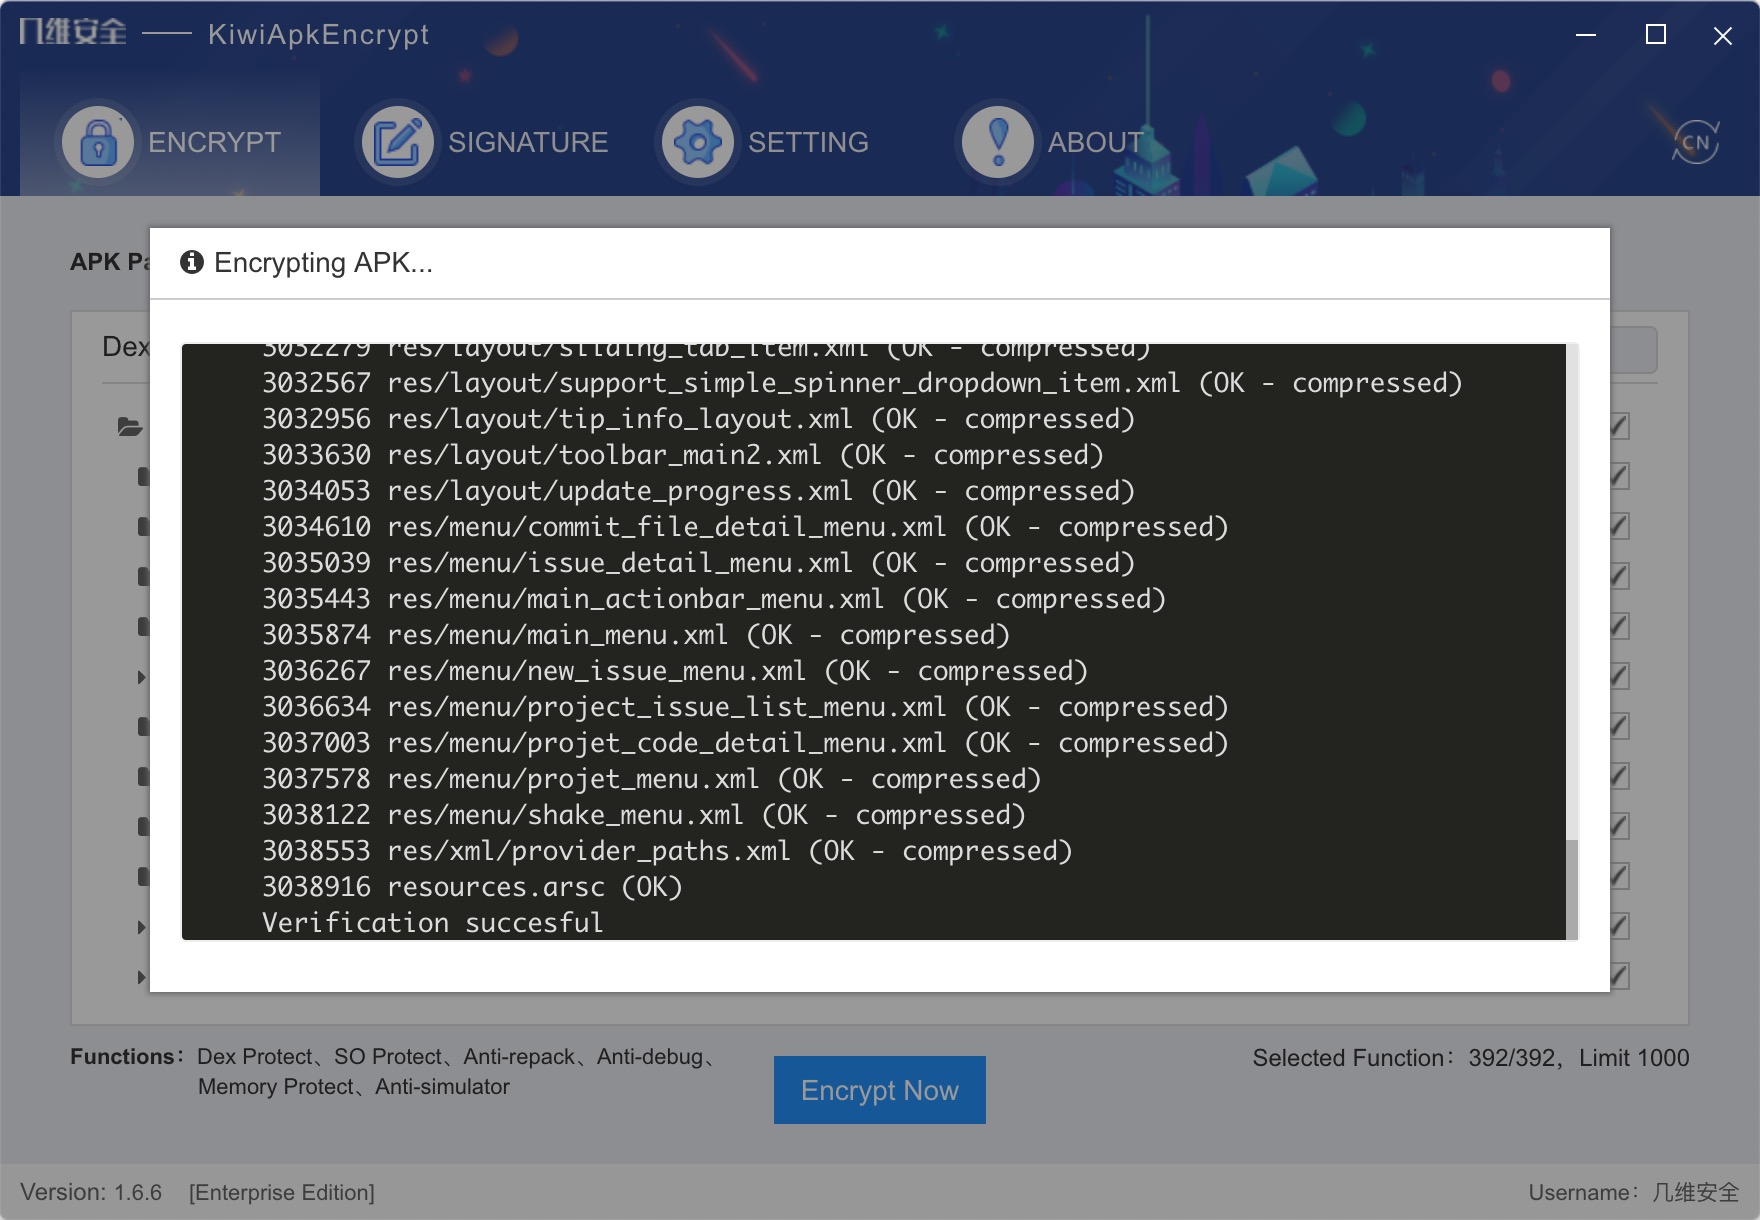 几维安全 —— KiwiApkEncrypt
ENCRYPT
SIGNATURE
SETTING
ABOUT
CN
APK Pa
Encrypting APK...
Dex
3032279 res/layout/sliding_tab_item.xml (OK - compressed)
3032567 res/layout/support_simple_spinner_dropdown_item.xml (OK - compressed)
3032956 res/layout/tip_info_layout.xml (OK - compressed)
3033630 res/layout/toolbar_main2.xml (OK - compressed)
3034053 res/layout/update_progress.xml (OK - compressed)
3034610 res/menu/commit_file_detail_menu.xml (OK - compressed)
3035039 res/menu/issue_detail_menu.xml (OK - compressed)
3035443 res/menu/main_actionbar_menu.xml (OK - compressed)
3035874 res/menu/main_menu.xml (OK - compressed)
3036267 res/menu/new_issue_menu.xml (OK - compressed)
3036634 res/menu/project_issue_list_menu.xml (OK - compressed)
3037003 res/menu/projet_code_detail_menu.xml (OK - compressed)
3037578 res/menu/projet_menu.xml (OK - compressed)
3038122 res/menu/shake_menu.xml (OK - compressed)
3038553 res/xml/provider_paths.xml (OK - compressed)
3038916 resources.arsc (OK)
Verification succesful
Functions：Dex Protect、SO Protect、Anti-repack、Anti-debug、
Memory Protect、Anti-simulator
Encrypt Now
Selected Function：392/392，Limit 1000
Version: 1.6.6 [Enterprise Edition]
Username：几维安全